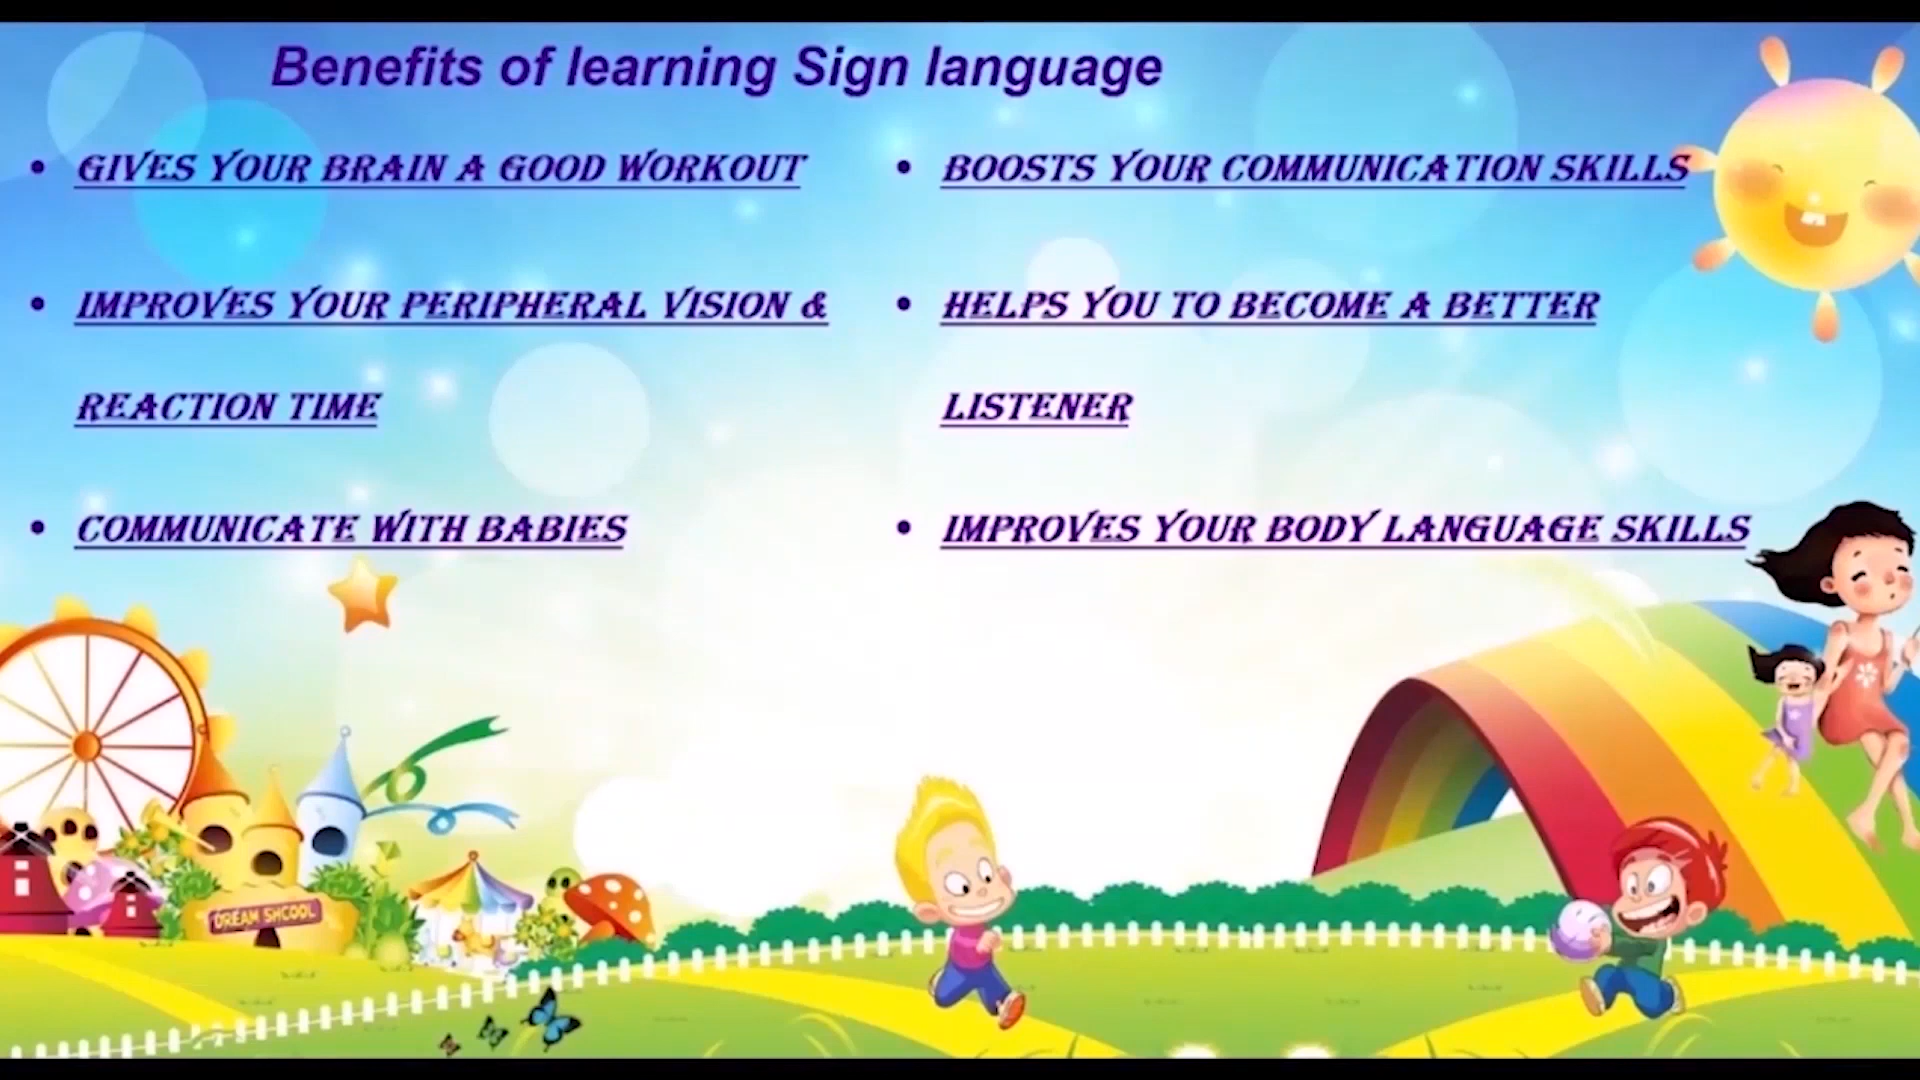 Benefits of learning Sign language
• GIVES YOUR BRAIN A GOOD WORKOUT
• IMPROVES YOUR PERIPHERAL VISION &
REACTION TIME
• COMMUNICATE WITH BABIES
• BOOSTS YOUR COMMUNICATION SKILLS
• HELPS YOU TO BECOME A BETTER
LISTENER
• IMPROVES YOUR BODY LANGUAGE SKILLS
DREAM SHCOOL